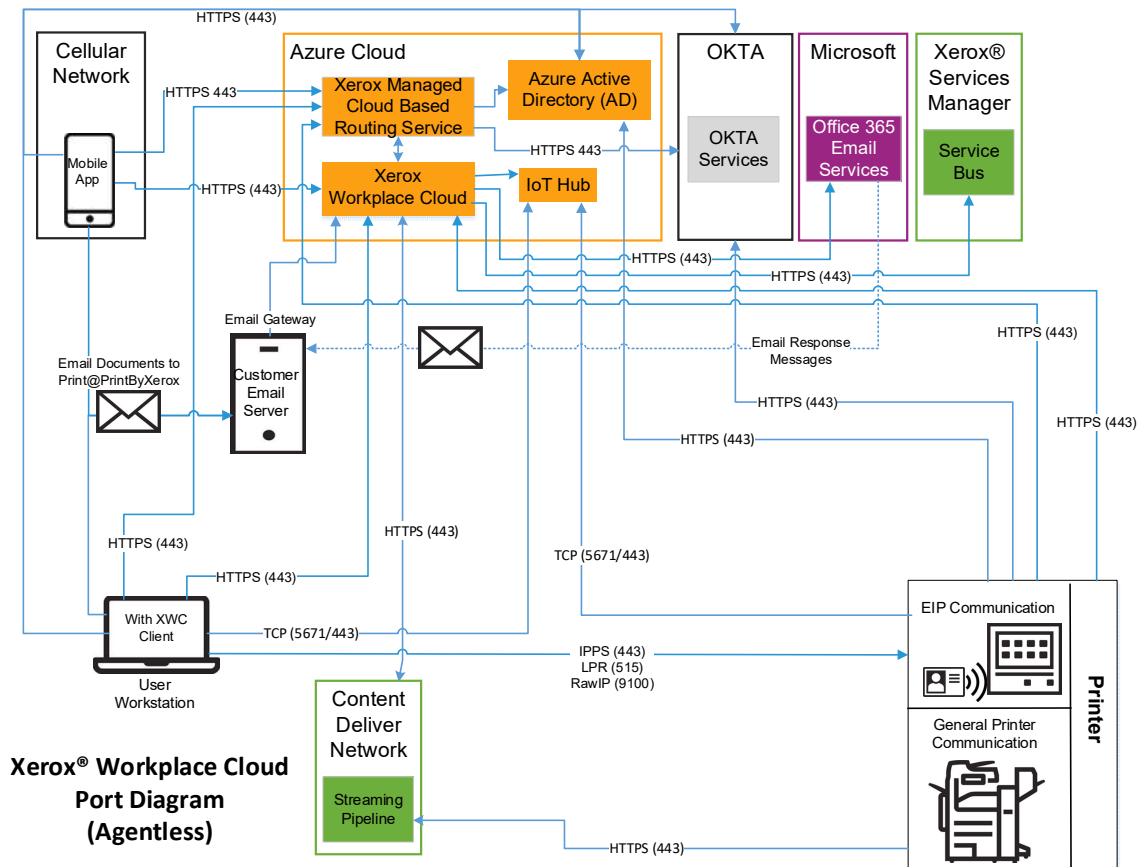 HTTPS (443)
Cellular
Network
Mobile
App
HTTPS 443
HTTPS (443)
Azure Cloud
Xerox Managed
Cloud Based
Routing Service
Azure Active
Directory (AD)
Xerox
Workplace Cloud
IoT Hub
HTTPS 443
OKTA
OKTA
Services
Microsoft
Office 365
Email
Services
Xerox®
Services
Manager
Service
Bus
HTTPS (443)
HTTPS (443)
HTTPS (443)
Email Gateway
Email Response
Messages
Email Documents to
Print@PrintByXerox
Customer
Email
Server
HTTPS (443)
HTTPS (443)
HTTPS (443)
HTTPS (443)
HTTPS (443)
TCP (5671/443)
HTTPS (443)
With XWC
Client
User
Workstation
TCP (5671/443)
IPPS (443)
LPR (515)
RawIP (9100)
EIP Communication
Printer
General Printer
Communication
Content
Deliver
Network
Streaming
Pipeline
HTTPS (443)
Xerox® Workplace Cloud
Port Diagram
(Agentless)